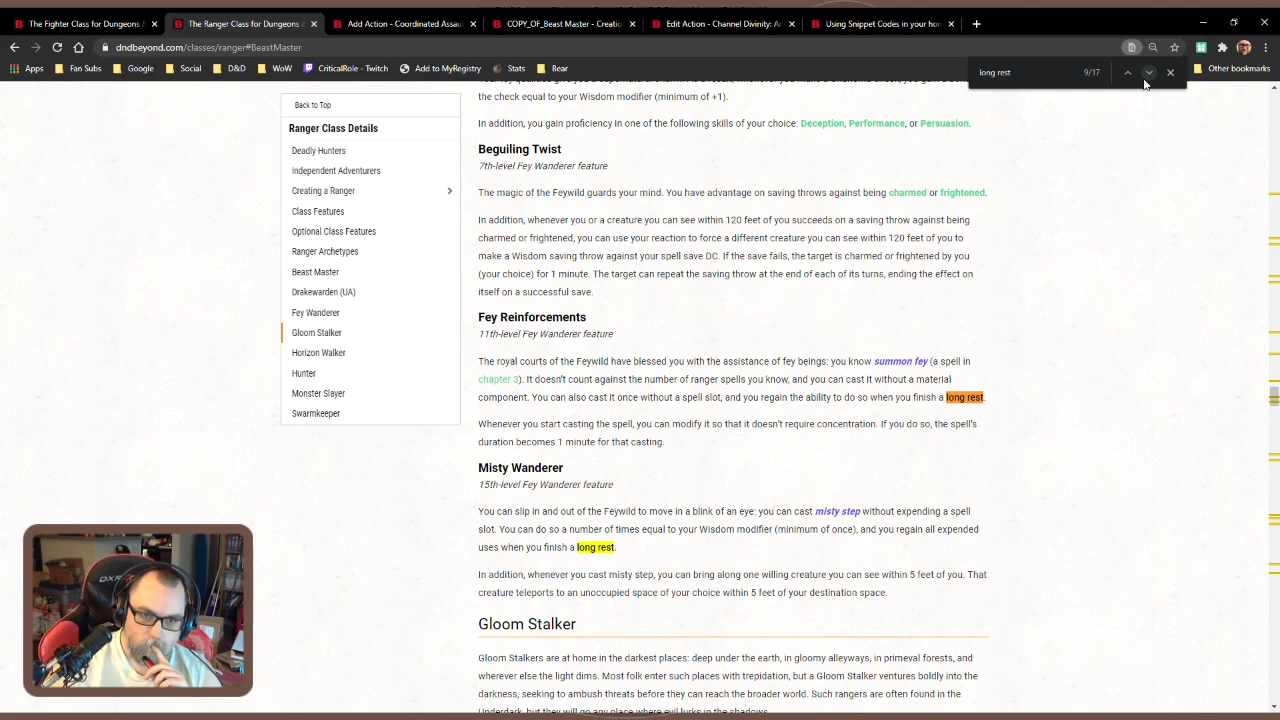 The Fighter Class for Dungeons &
The Ranger Class for Dungeons &
Add Action - Coordinated Assau
COPY_OF_Beast Master - Creatio
Edit Action - Channel Divinity: A
Using Snippet Codes in your ho
dndbeyond.com/classes/ranger#BeastMaster
Apps
Fan Subs
Google
Social
D&D
CriticalRole - Twitch
Add to MyRegistry
Stats
Bear
Other bookmarks
long rest
9/17
Back to Top
Ranger Class Details
Deadly Hunters
Independent Adventurers
Creating a Ranger
Class Features
Optional Class Features
Ranger Archetypes
Beast Master
Drakewarden (UA)
Fey Wanderer
Gloom Stalker
Horizon Walker
Hunter
Monster Slayer
Swarmkeeper
the check equal to your Wisdom modifier (minimum of +1).
In addition, you gain proficiency in one of the following skills of your choice: Deception, Performance, or Persuasion.
Beguiling Twist
7th-level Fey Wanderer feature
The magic of the Feywild guards your mind. You have advantage on saving throws against being charmed or frightened.
In addition, whenever you or a creature you can see within 120 feet of you succeeds on a saving throw against being
charmed or frightened, you can use your reaction to force a different creature you can see within 120 feet of you to
make a Wisdom saving throw against your spell save DC. If the save fails, the target is charmed or frightened by you
(your choice) for 1 minute. The target can repeat the saving throw at the end of each of its turns, ending the effect on
itself on a successful save.
Fey Reinforcements
11th-level Fey Wanderer feature
The royal courts of the Feywild have blessed you with the assistance of fey beings: you know summon fey (a spell in
chapter 3). It doesn't count against the number of ranger spells you know, and you can cast it without a material
component. You can also cast it once without a spell slot, and you regain the ability to do so when you finish a long rest.
Whenever you start casting the spell, you can modify it so that it doesn't require concentration. If you do so, the spell's
duration becomes 1 minute for that casting.
Misty Wanderer
15th-level Fey Wanderer feature
You can slip in and out of the Feywild to move in a blink of an eye: you can cast misty step without expending a spell
slot. You can do so a number of times equal to your Wisdom modifier (minimum of once), and you regain all expended
uses when you finish a long rest.
In addition, whenever you cast misty step, you can bring along one willing creature you can see within 5 feet of you. That
creature teleports to an unoccupied space of your choice within 5 feet of your destination space.
Gloom Stalker
Gloom Stalkers are at home in the darkest places: deep under the earth, in gloomy alleyways, in primeval forests, and
wherever else the light dims. Most folk enter such places with trepidation, but a Gloom Stalker ventures boldly into the
darkness, seeking to ambush threats before they can reach the broader world. Such rangers are often found in the
Underdark, but they will go any place where evil lurks in the shadows.